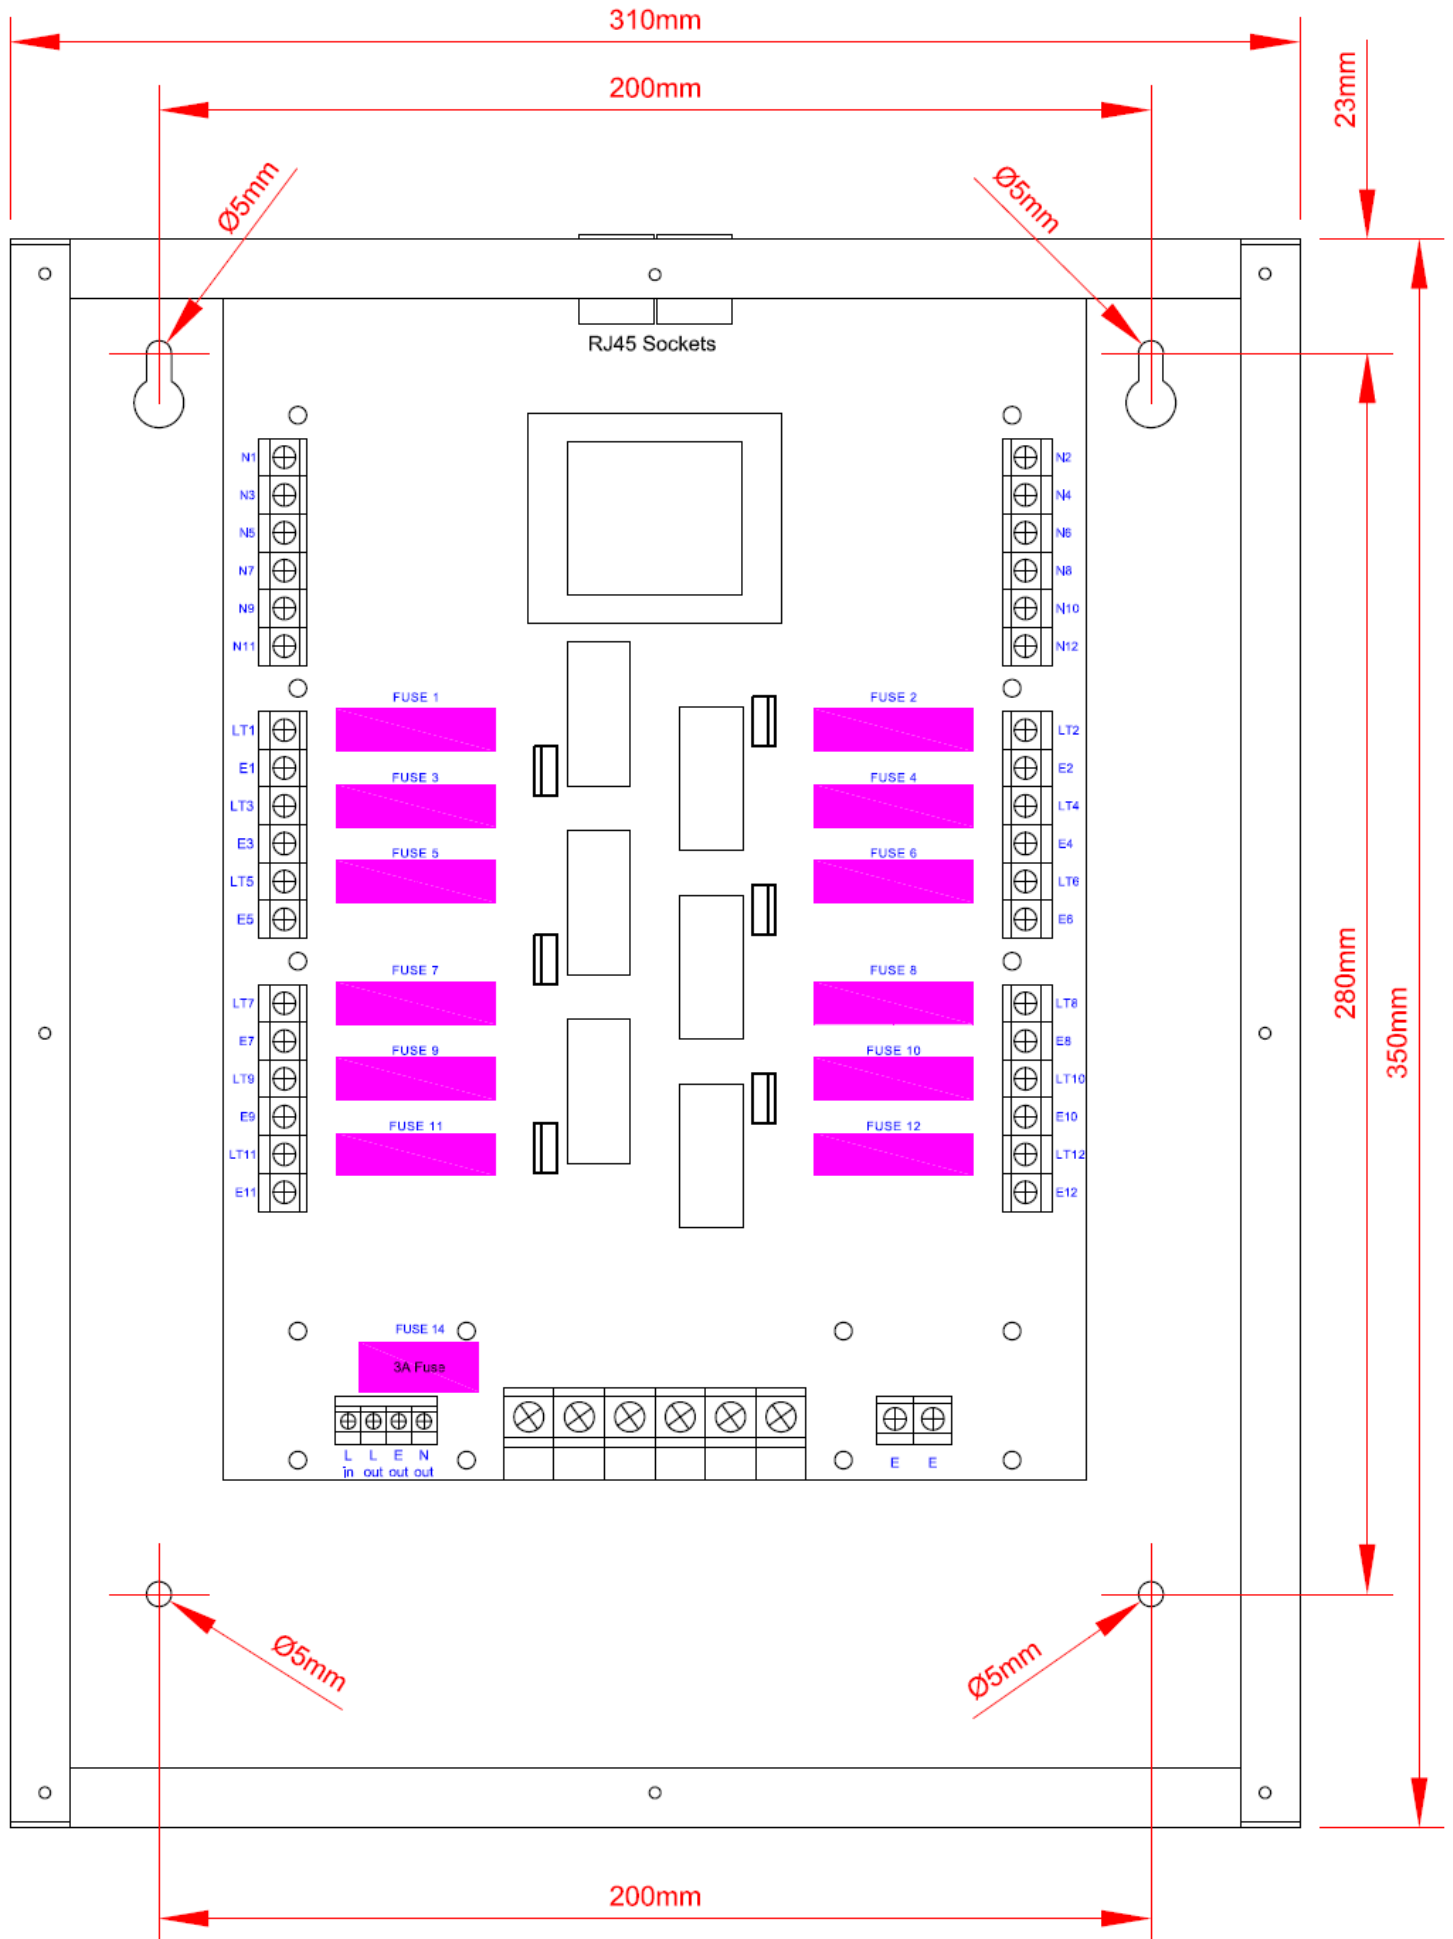 310mm
200mm
23mm
Ø5mm
Ø5mm
RJ45 Sockets
N1
N2
N3
N4
N5
N6
N7
N8
N9
N10
N11
N12
FUSE 1
FUSE 2
LT1
LT2
E1
E2
FUSE 3
FUSE 4
LT3
LT4
E3
E4
FUSE 5
FUSE 6
LT5
LT6
E5
E6
280mm
350mm
FUSE 7
FUSE 8
LT7
LT8
E7
E8
FUSE 9
FUSE 10
LT9
LT10
E9
E10
FUSE 11
FUSE 12
LT11
LT12
E11
E12
FUSE 14
3A Fuse
L L E N
in out out out
E E
Ø5mm
Ø5mm
200mm